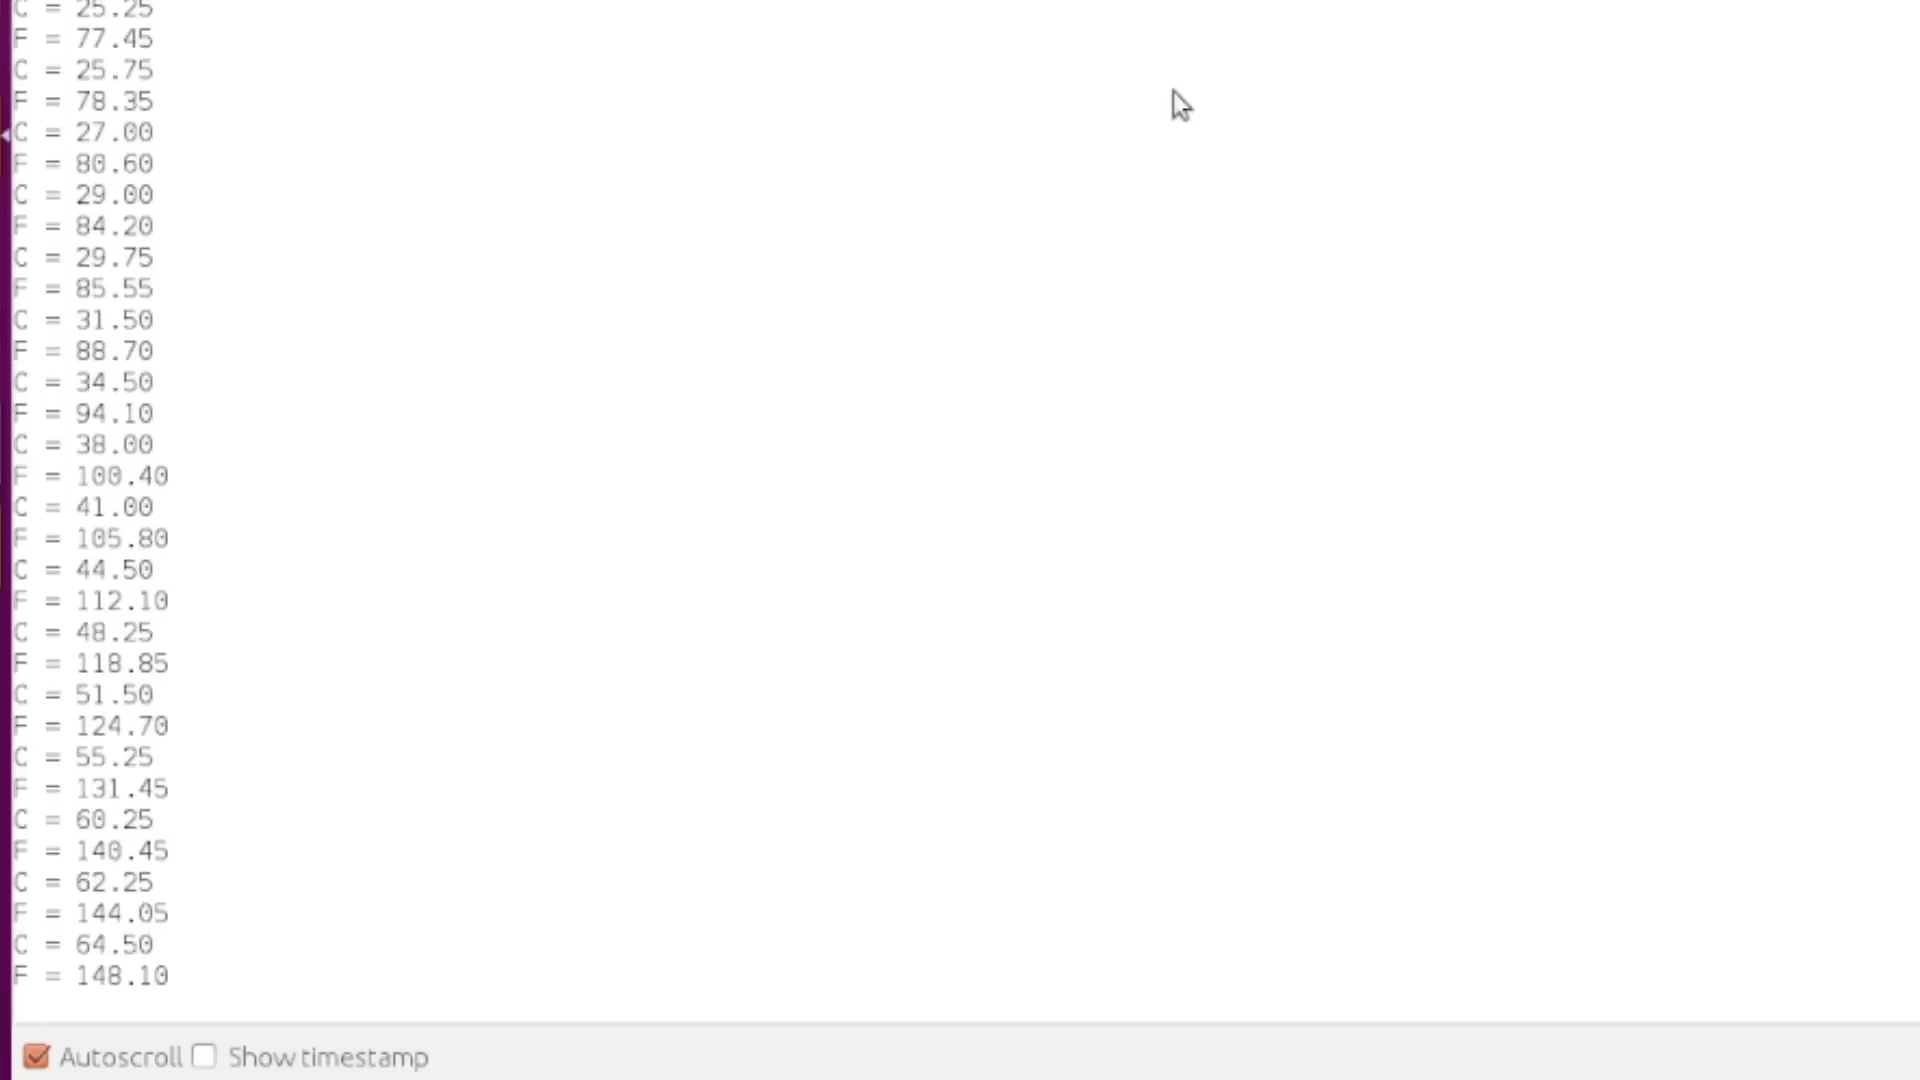 C = 25.25
F = 77.45
C = 25.75
F = 78.35
C = 27.00
F = 80.60
C = 29.00
F = 84.20
C = 29.75
F = 85.55
C = 31.50
F = 88.70
C = 34.50
F = 94.10
C = 38.00
F = 100.40
C = 41.00
F = 105.80
C = 44.50
F = 112.10
C = 48.25
F = 118.85
C = 51.50
F = 124.70
C = 55.25
F = 131.45
C = 60.25
F = 140.45
C = 62.25
F = 144.05
C = 64.50
F = 148.10
Autoscroll Show timestamp